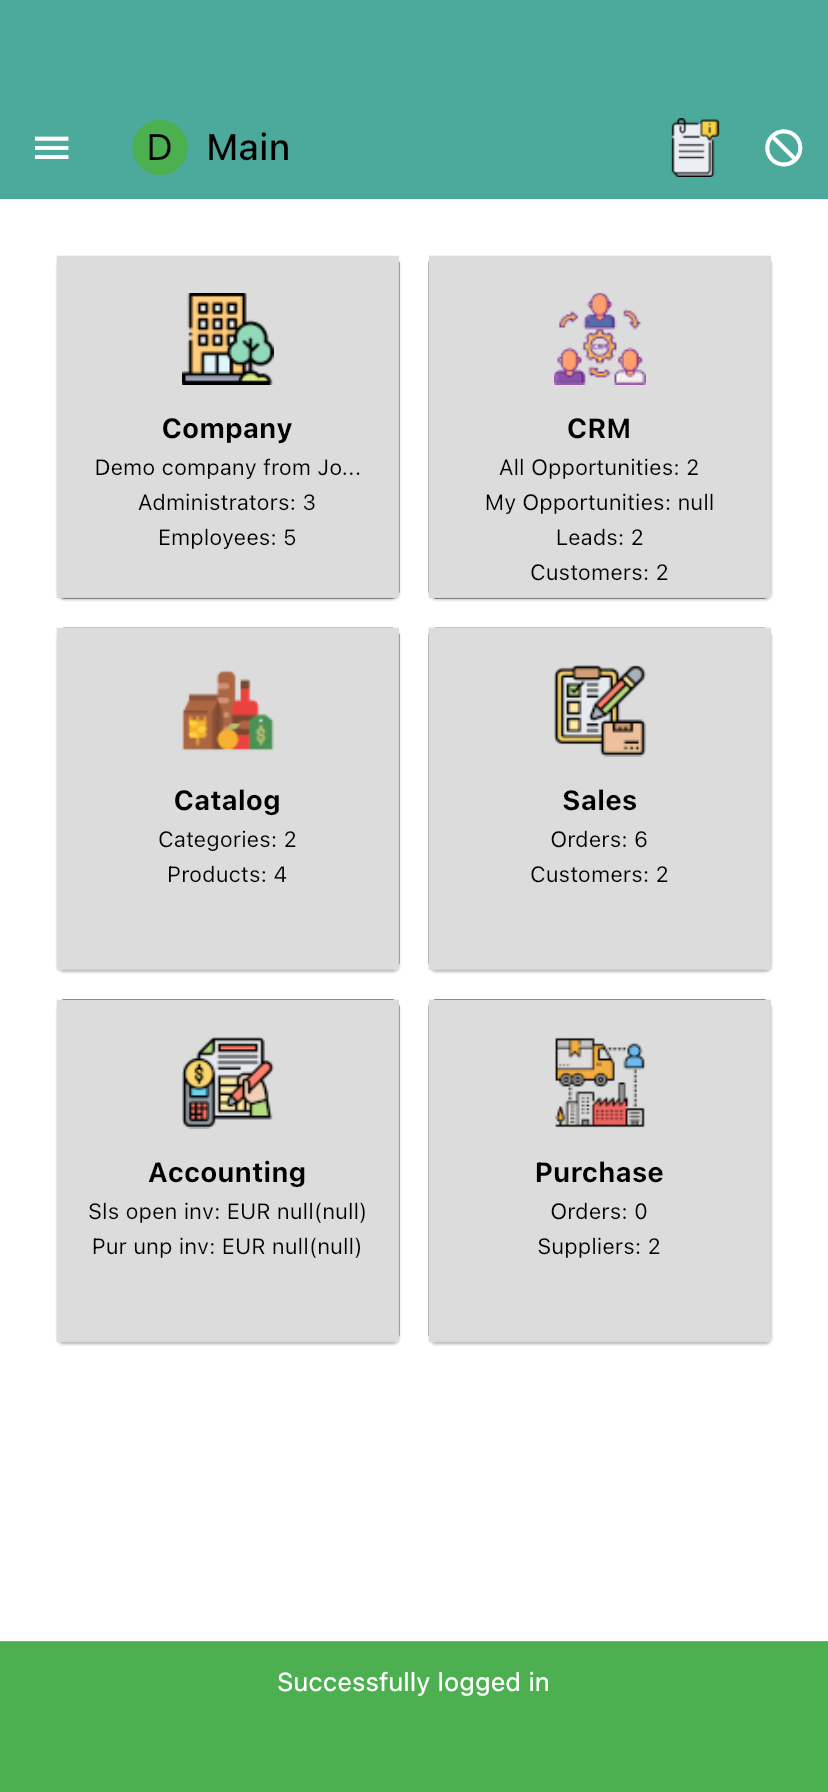 D Main
Company
Demo company from Jo...
Administrators: 3
Employees: 5
CRM
All Opportunities: 2
My Opportunities: null
Leads: 2
Customers: 2
Catalog
Categories: 2
Products: 4
Sales
Orders: 6
Customers: 2
Accounting
Sls open inv: EUR null(null)
Pur unp inv: EUR null(null)
Purchase
Orders: 0
Suppliers: 2
Successfully logged in